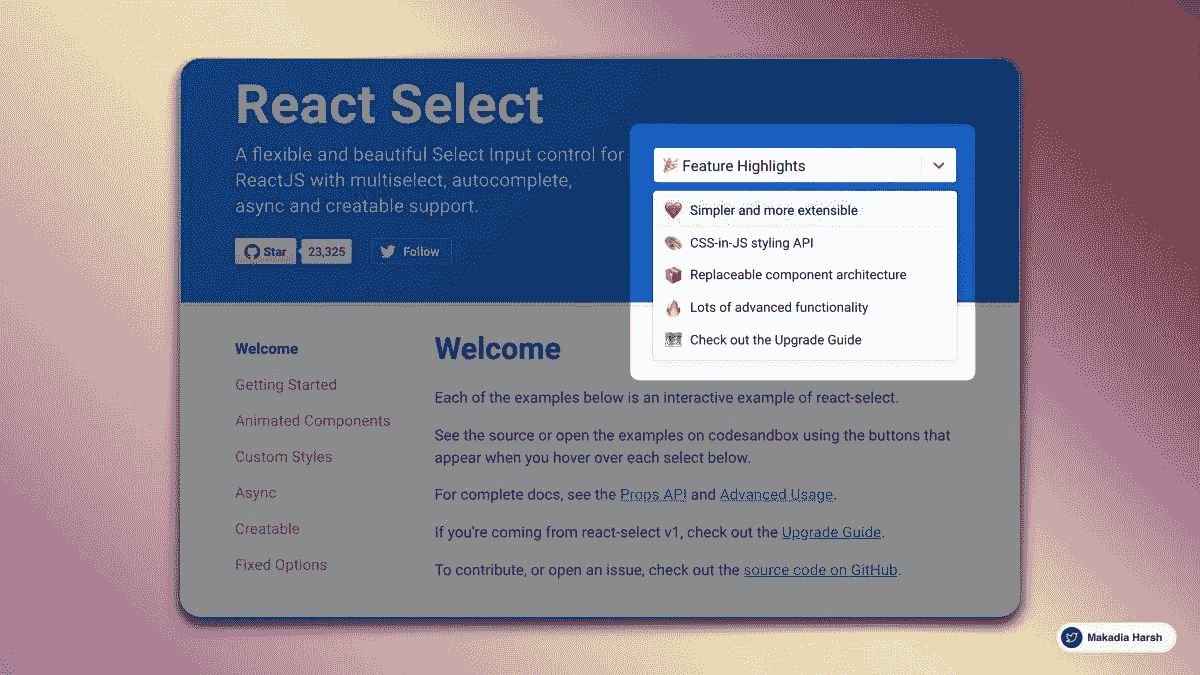 React Select
A flexible and beautiful Select Input control for
ReactJS with multiselect, autocomplete,
async and creatable support.
Star 23,325 Follow
Feature Highlights
Simpler and more extensible
CSS-in-JS styling API
Replaceable component architecture
Lots of advanced functionality
Check out the Upgrade Guide
Welcome
Getting Started
Animated Components
Custom Styles
Async
Creatable
Fixed Options
Welcome
Each of the examples below is an interactive example of react-select.
See the source or open the examples on codesandbox using the buttons that
appear when you hover over each select below.
For complete docs, see the Props API and Advanced Usage.
If you're coming from react-select v1, check out the Upgrade Guide.
To contribute, or open an issue, check out the source code on GitHub.
Makadia Harsh